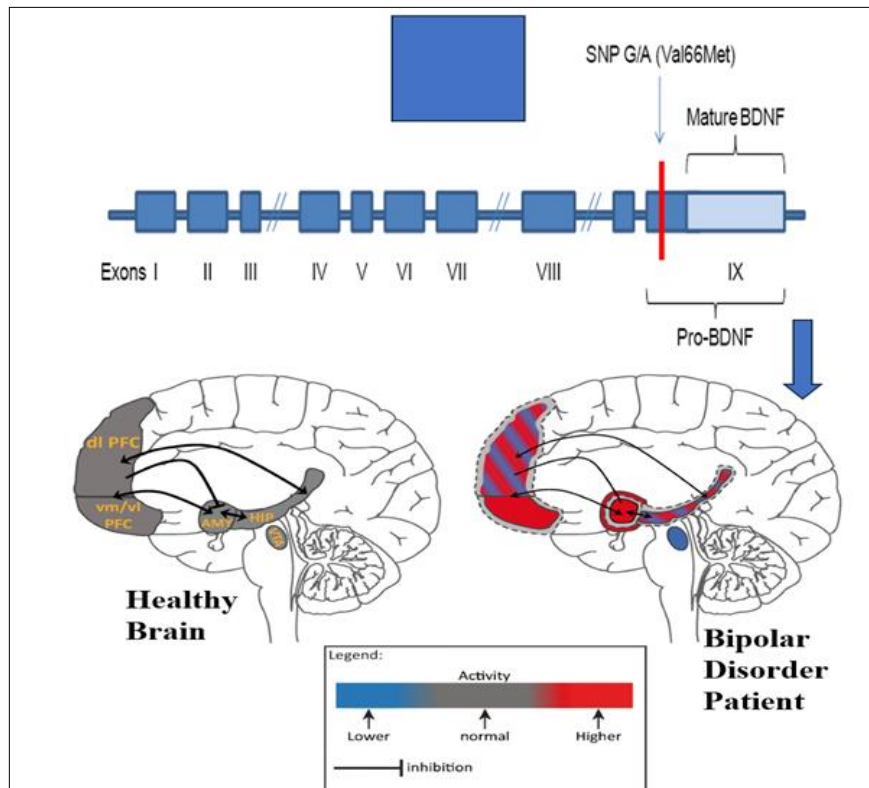 SNP G/A (Val66Met)
Mature BDNF
Exons I II III IV V VI VII VIII IX
Pro-BDNF
dl PFC
vm/vl
PFC
AMY
HIP
Healthy
Brain
Bipolar
Disorder
Patient
Legend:
Activity
Lower
normal
Higher
inhibition